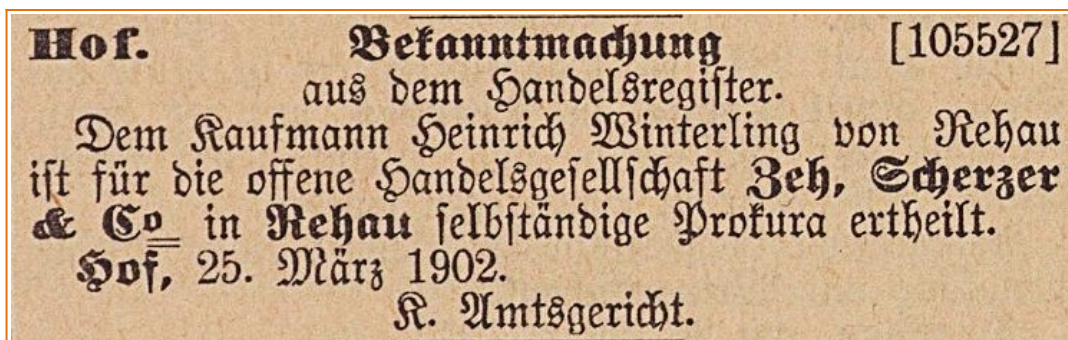 Hof. Bekanntmachung [105527]
aus dem Handelsregister.
Dem Kaufmann Heinrich Winterling von Rehau
ist für die offene Handelsgesellschaft Zeh, Scherzer
& Co in Rehau selbständige Prokura ertheilt.
Hof, 25. März 1902.
K. Amtsgericht.